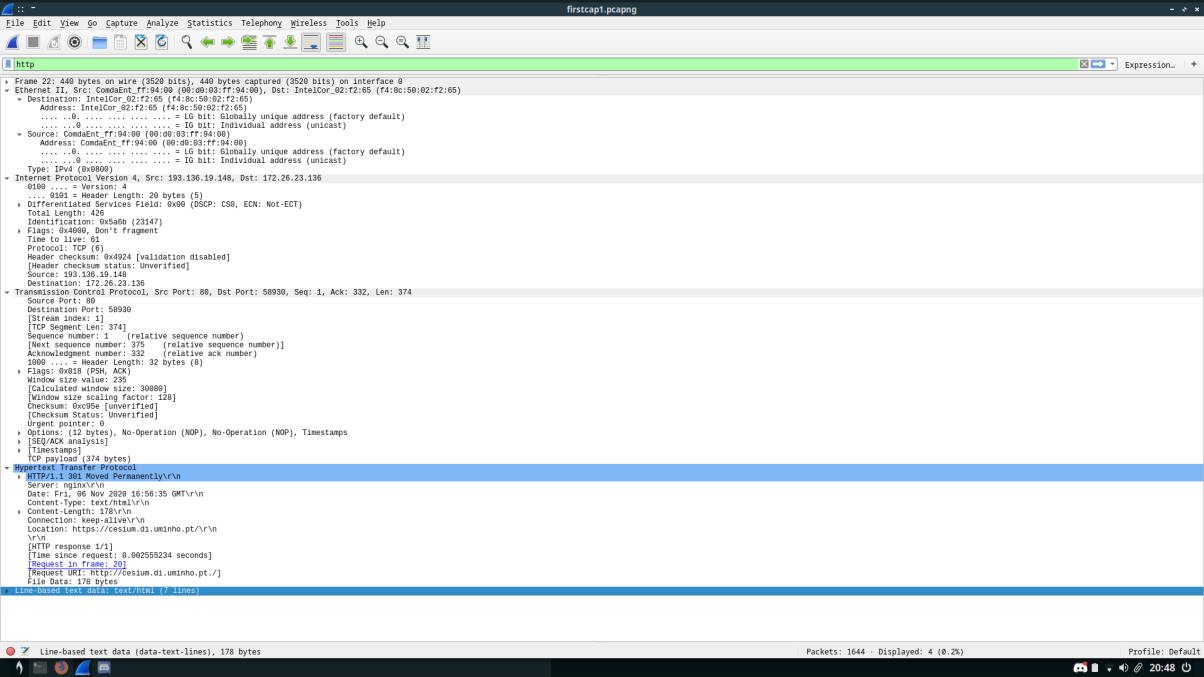 firstcap1.pcapng
File Edit View Go Capture Analyze Statistics Telephony Wireless Tools Help
http
Expression… +
Frame 22: 440 bytes on wire (3520 bits), 440 bytes captured (3520 bits) on interface 0
Ethernet II, Src: ComdaEnt_ff:94:00 (00:d0:03:ff:94:00), Dst: IntelCor_02:f2:65 (f4:8c:50:02:f2:65)
Destination: IntelCor_02:f2:65 (f4:8c:50:02:f2:65)
Address: IntelCor_02:f2:65 (f4:8c:50:02:f2:65)
.... ..0. .... .... .... .... = LG bit: Globally unique address (factory default)
.... ...0 .... .... .... .... = IG bit: Individual address (unicast)
Source: ComdaEnt_ff:94:00 (00:d0:03:ff:94:00)
Address: ComdaEnt_ff:94:00 (00:d0:03:ff:94:00)
.... ..0. .... .... .... .... = LG bit: Globally unique address (factory default)
.... ...0 .... .... .... .... = IG bit: Individual address (unicast)
Type: IPv4 (0x0800)
Internet Protocol Version 4, Src: 193.136.19.148, Dst: 172.26.23.136
0100 .... = Version: 4
.... 0101 = Header Length: 20 bytes (5)
Differentiated Services Field: 0x00 (DSCP: CS0, ECN: Not-ECT)
Total Length: 426
Identification: 0x5a6b (23147)
Flags: 0x4000, Don't fragment
Time to live: 61
Protocol: TCP (6)
Header checksum: 0x4924 [validation disabled]
[Header checksum status: Unverified]
Source: 193.136.19.148
Destination: 172.26.23.136
Transmission Control Protocol, Src Port: 80, Dst Port: 58930, Seq: 1, Ack: 332, Len: 374
Source Port: 80
Destination Port: 58930
[Stream index: 1]
[TCP Segment Len: 374]
Sequence number: 1    (relative sequence number)
[Next sequence number: 375    (relative sequence number)]
Acknowledgment number: 332    (relative ack number)
1000 .... = Header Length: 32 bytes (8)
Flags: 0x018 (PSH, ACK)
Window size value: 235
[Calculated window size: 30080]
[Window size scaling factor: 128]
Checksum: 0xc95e [unverified]
[Checksum Status: Unverified]
Urgent pointer: 0
Options: (12 bytes), No-Operation (NOP), No-Operation (NOP), Timestamps
[SEQ/ACK analysis]
[Timestamps]
TCP payload (374 bytes)
Hypertext Transfer Protocol
HTTP/1.1 301 Moved Permanently\r\n
Server: nginx\r\n
Date: Fri, 06 Nov 2020 16:56:35 GMT\r\n
Content-Type: text/html\r\n
Content-Length: 178\r\n
Connection: keep-alive\r\n
Location: https://cesium.di.uminho.pt/\r\n
\r\n
[HTTP response 1/1]
[Time since request: 0.002555234 seconds]
[Request in frame: 20]
[Request URI: http://cesium.di.uminho.pt./]
File Data: 178 bytes
Line-based text data: text/html (7 lines)
Line-based text data (data-text-lines), 178 bytes
Packets: 1644 · Displayed: 4 (0.2%)
Profile: Default
20:48